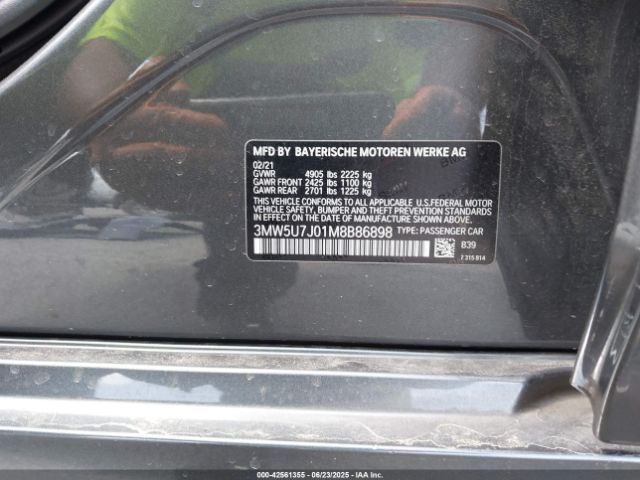 MFD BY BAYERISCHE MOTOREN WERKE AG
02/21
GVWR 4905 lbs 2225 kg
GAWR FRONT 2425 lbs 1100 kg
GAWR REAR 2701 lbs 1225 kg
THIS VEHICLE CONFORMS TO ALL APPLICABLE U.S.FEDERAL MOTOR
VEHICLE SAFETY, BUMPER AND THEFT PREVENTION STANDARDS IN
EFFECT ON THE DATE OF MANUFACTURE SHOWN ABOVE.
3MW5U7J01M8B86898 TYPE: PASSENGER CAR
B39
7 315 814
000-42561355 - 06/23/2025 - IAAI.COM